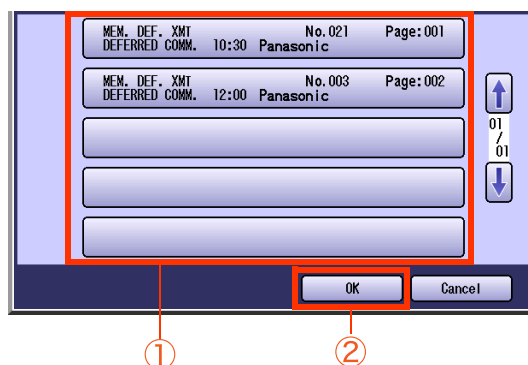 MEM. DEF. XMT No.021 Page:001
DEFERRED COMM. 10:30 Panasonic
MEM. DEF. XMT No.003 Page:002
DEFERRED COMM. 12:00 Panasonic
01
/
01
OK Cancel
① ②